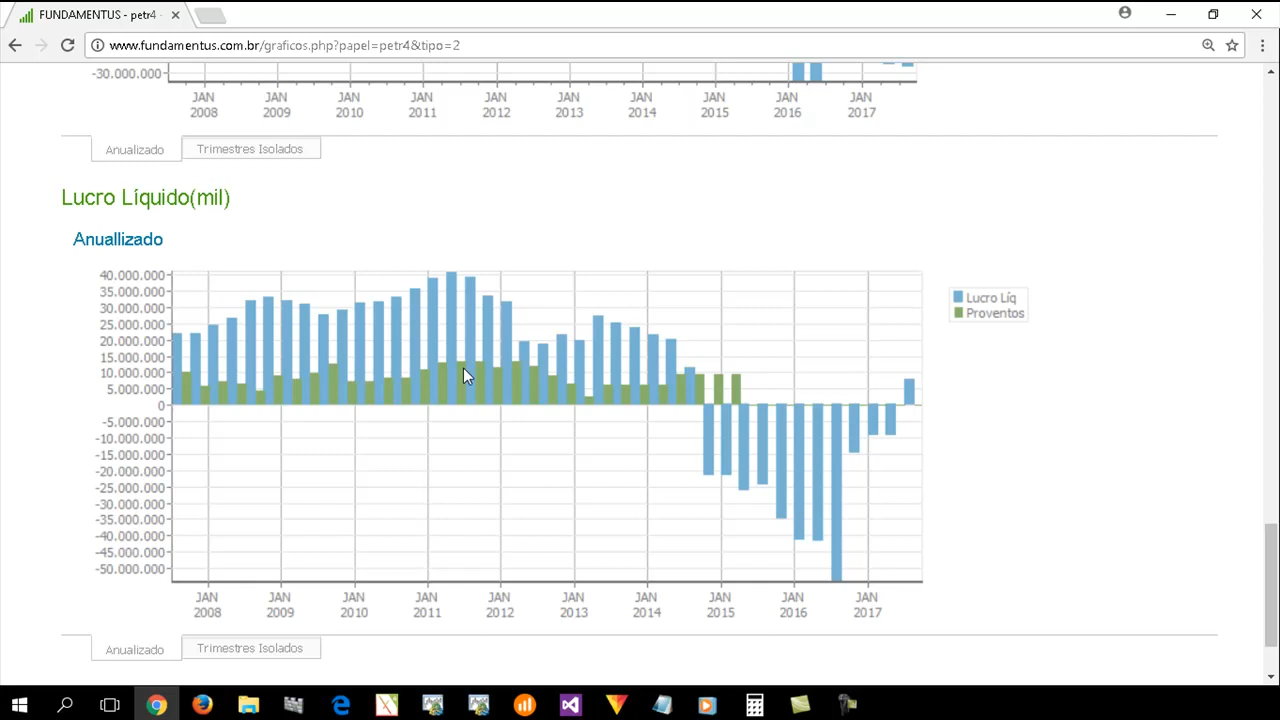 FUNDAMENTUS - petr4 -
www.fundamentus.com.br/graficos.php?papel=petr4&tipo=2
-30.000.000
JAN JAN JAN JAN JAN JAN JAN JAN JAN JAN
2008 2009 2010 2011 2012 2013 2014 2015 2016 2017
Anualizado Trimestres Isolados
Lucro Líquido(mil)
Anuallizado
40.000.000
35.000.000
30.000.000
25.000.000
20.000.000
15.000.000
10.000.000
5.000.000
0
-5.000.000
-10.000.000
-15.000.000
-20.000.000
-25.000.000
-30.000.000
-35.000.000
-40.000.000
-45.000.000
-50.000.000
Lucro Líq
Proventos
JAN JAN JAN JAN JAN JAN JAN JAN JAN JAN
2008 2009 2010 2011 2012 2013 2014 2015 2016 2017
Anualizado Trimestres Isolados